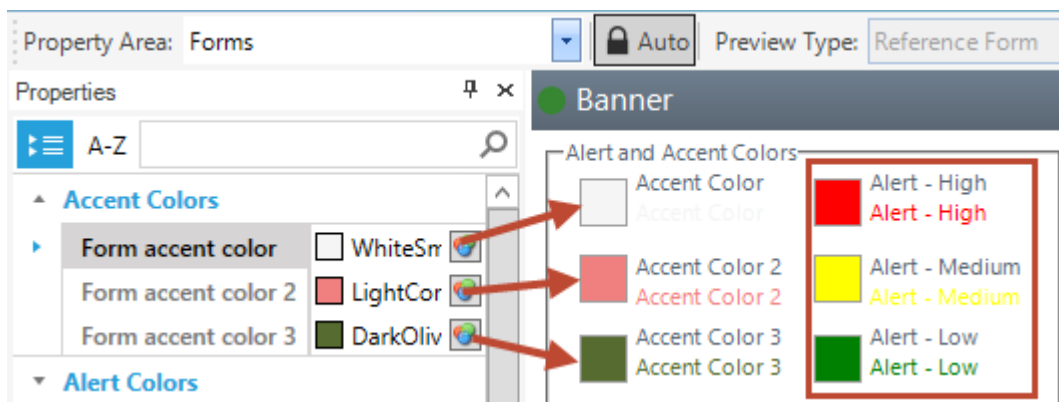 Property Area: Forms Auto Preview Type: Reference Form
Properties
A-Z
Accent Colors
Form accent color WhiteSm
Form accent color 2 LightCor
Form accent color 3 DarkOliv
Alert Colors
Banner
Alert and Accent Colors
Accent Color
Accent Color
Alert - High
Alert - High
Accent Color 2
Accent Color 2
Alert - Medium
Alert - Medium
Accent Color 3
Accent Color 3
Alert - Low
Alert - Low